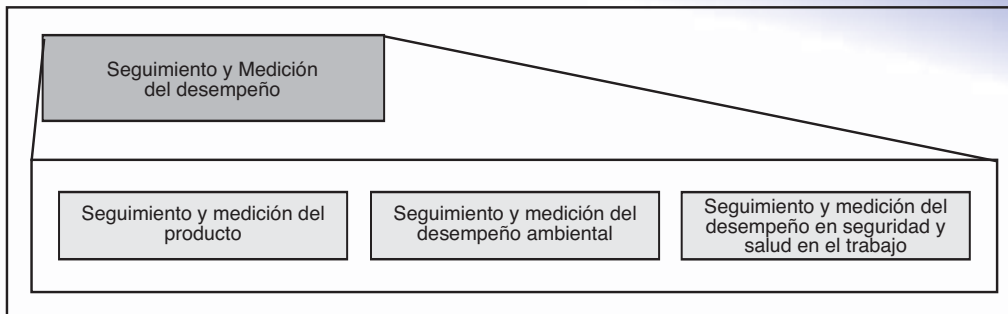 Seguimiento y Medición
del desempeño
Seguimiento y medición del
producto
Seguimiento y medición del
desempeño ambiental
Seguimiento y medición del
desempeño en seguridad y
salud en el trabajo